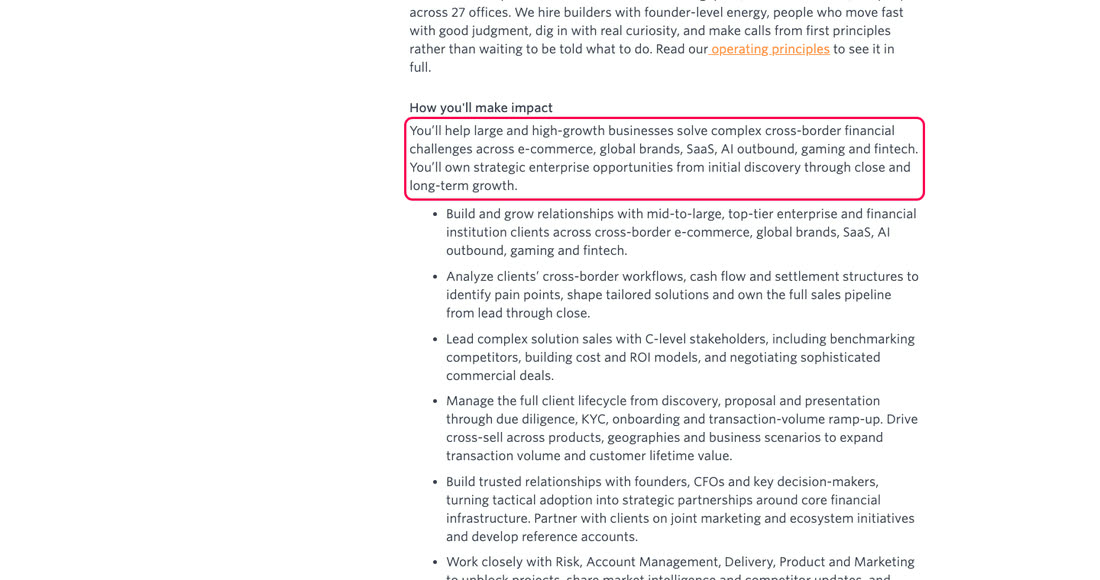 across 27 offices. We hire builders with founder-level energy, people who move fast
with good judgment, dig in with real curiosity, and make calls from first principles
rather than waiting to be told what to do. Read our operating principles to see it in
full.
How you'll make impact
You’ll help large and high-growth businesses solve complex cross-border financial
challenges across e-commerce, global brands, SaaS, AI outbound, gaming and fintech.
You’ll own strategic enterprise opportunities from initial discovery through close and
long-term growth.
• Build and grow relationships with mid-to-large, top-tier enterprise and financial
institution clients across cross-border e-commerce, global brands, SaaS, AI
outbound, gaming and fintech.
• Analyze clients’ cross-border workflows, cash flow and settlement structures to
identify pain points, shape tailored solutions and own the full sales pipeline
from lead through close.
• Lead complex solution sales with C-level stakeholders, including benchmarking
competitors, building cost and ROI models, and negotiating sophisticated
commercial deals.
• Manage the full client lifecycle from discovery, proposal and presentation
through due diligence, KYC, onboarding and transaction-volume ramp-up. Drive
cross-sell across products, geographies and business scenarios to expand
transaction volume and customer lifetime value.
• Build trusted relationships with founders, CFOs and key decision-makers,
turning tactical adoption into strategic partnerships around core financial
infrastructure. Partner with clients on joint marketing and ecosystem initiatives
and develop reference accounts.
• Work closely with Risk, Account Management, Delivery, Product and Marketing
to unblock projects, share market intelligence and competitor updates, and